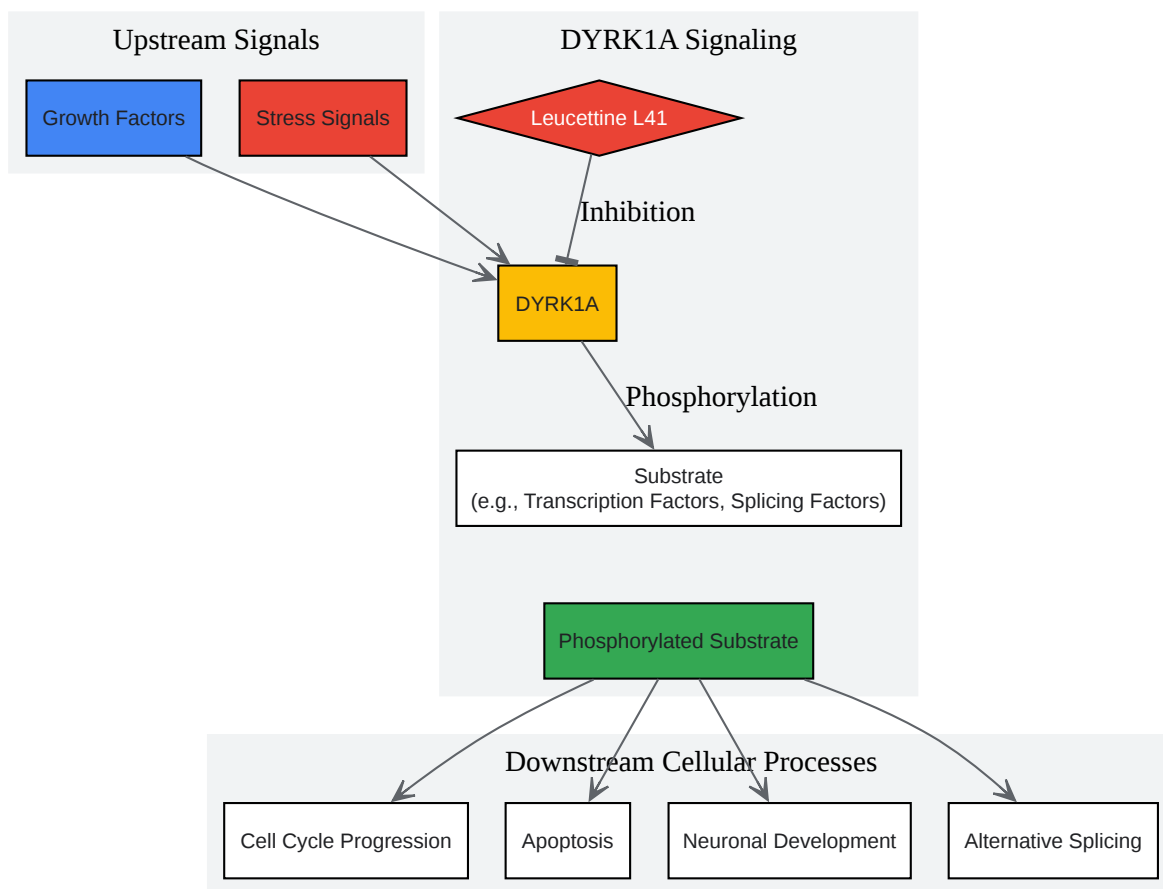 Upstream Signals
DYRK1A Signaling
Growth Factors
Stress Signals
Leucettine L41
Inhibition
DYRK1A
Phosphorylation
Substrate
(e.g., Transcription Factors, Splicing Factors)
Phosphorylated Substrate
Downstream Cellular Processes
Cell Cycle Progression
Apoptosis
Neuronal Development
Alternative Splicing